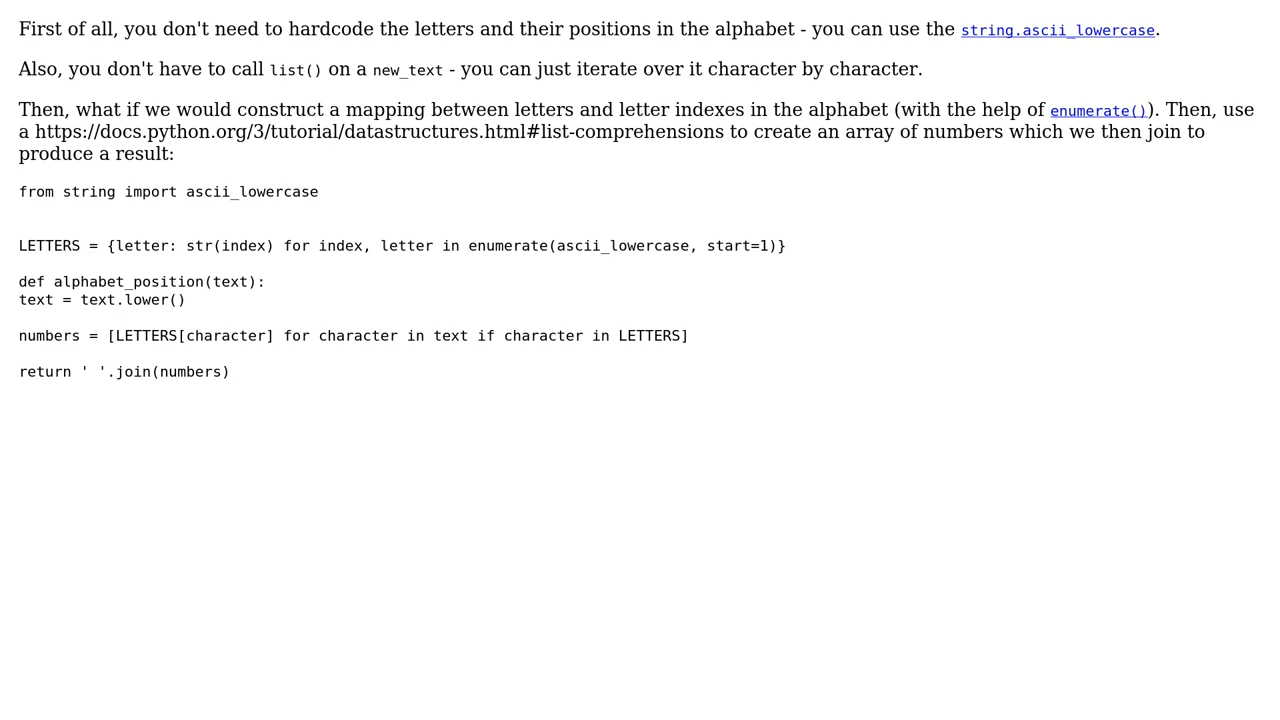 First of all, you don't need to hardcode the letters and their positions in the alphabet - you can use the string.ascii_lowercase.
Also, you don't have to call list() on a new_text - you can just iterate over it character by character.
Then, what if we would construct a mapping between letters and letter indexes in the alphabet (with the help of enumerate()). Then, use
a https://docs.python.org/3/tutorial/datastructures.html#list-comprehensions to create an array of numbers which we then join to
produce a result:
from string import ascii_lowercase
LETTERS = {letter: str(index) for index, letter in enumerate(ascii_lowercase, start=1)}
def alphabet_position(text):
text = text.lower()
numbers = [LETTERS[character] for character in text if character in LETTERS]
return ' '.join(numbers)